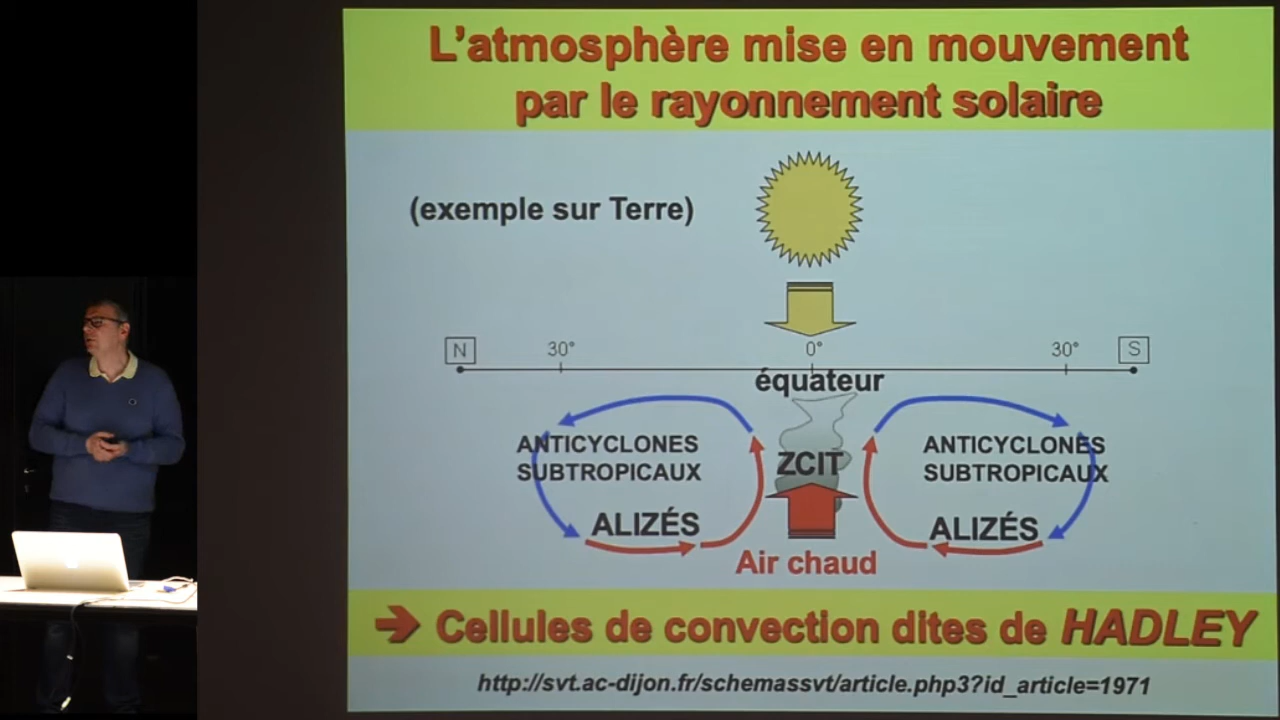 L'atmosphère mise en mouvement
par le rayonnement solaire
(exemple sur Terre)
N 30° 0° 30° S
équateur
ANTICYCLONES
SUBTROPICAUX
ZCIT
ANTICYCLONES
SUBTROPICAUX
ALIZÉS
ALIZÉS
Air chaud
➔ Cellules de convection dites de HADLEY
http://svt.ac-dijon.fr/schemassvt/article.php3?id_article=1971